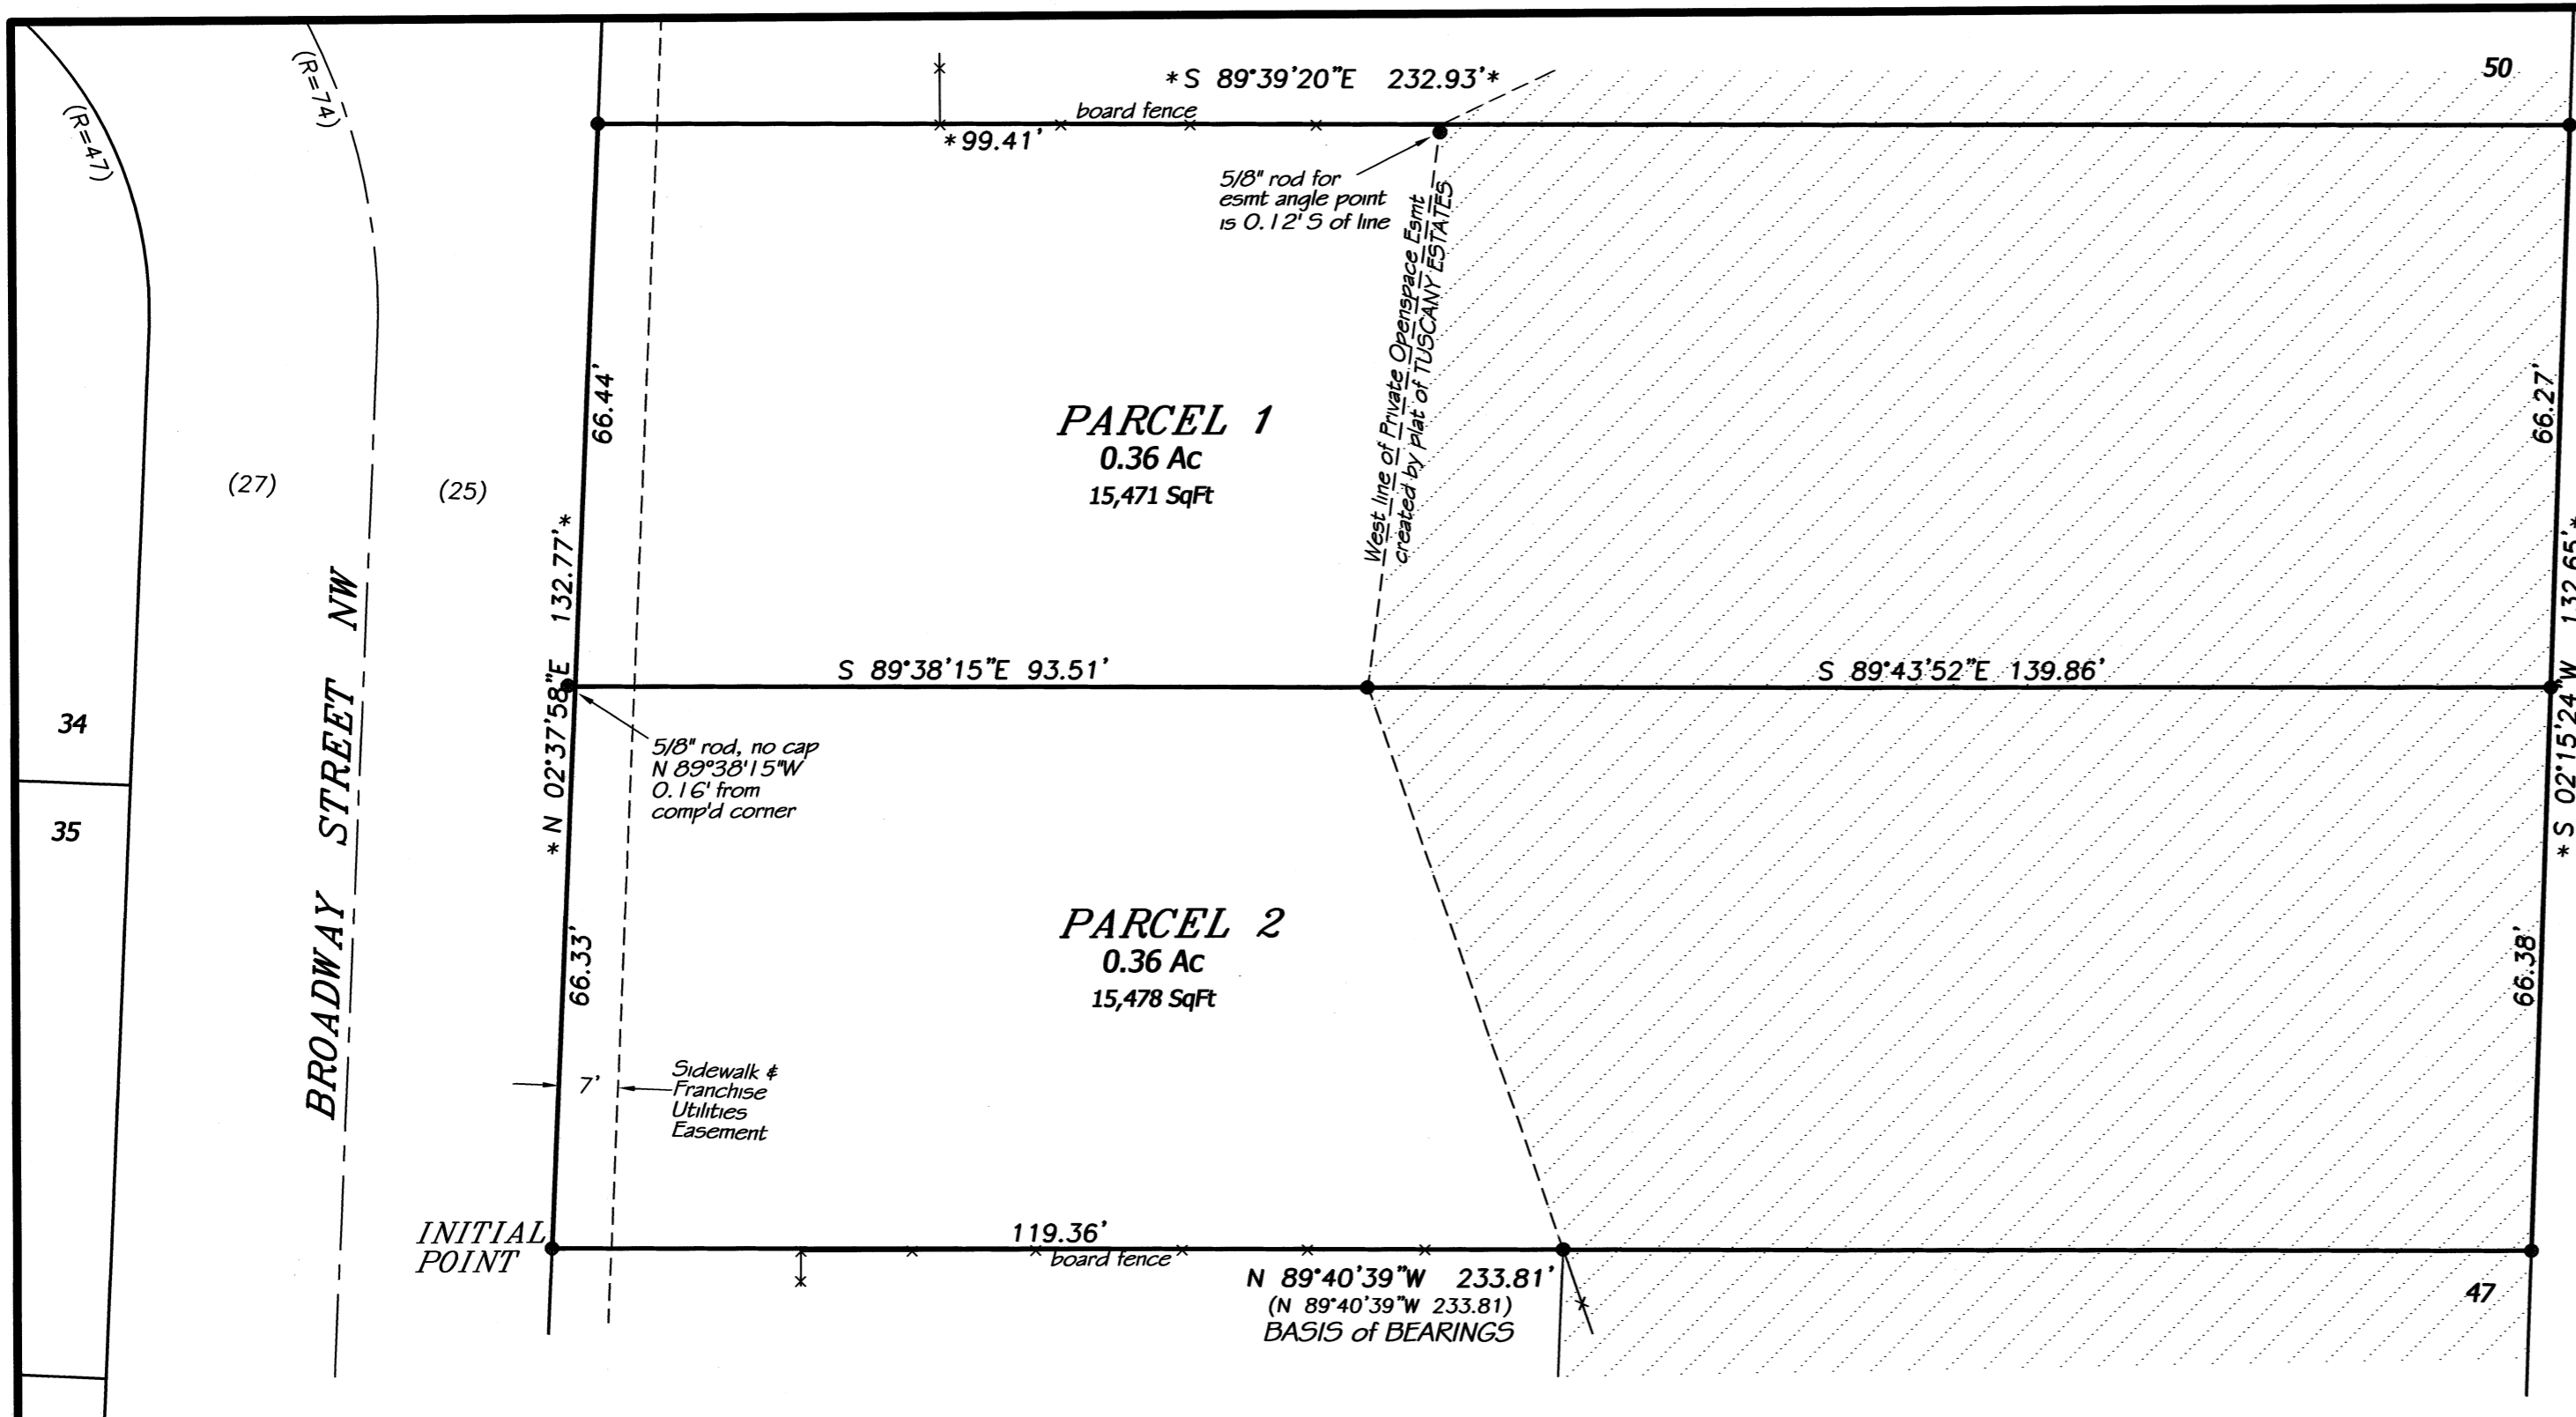 (R=47)
(R=74)
*S 89°39'20"E 232.93'*
50
board fence
*99.41'
5/8" rod for
esmt angle point
is 0.12' S of line
West line of Private Openspace Esmt
created by plat of TUSCANY ESTATES
66.44'
66.27'
PARCEL 1
0.36 Ac
15,471 SqFt
(27)
(25)
*N 02°37'58"E 132.77'*
*S 02°15'24"W 132.65'*
BROADWAY STREET NW
S 89°38'15"E 93.51'
S 89°43'52"E 139.86'
34
35
5/8" rod, no cap
N 89°38'15"W
0.16' from
comp'd corner
PARCEL 2
0.36 Ac
15,478 SqFt
66.33'
66.38'
7'
Sidewalk &
Franchise
Utilities
Easement
INITIAL
POINT
119.36'
board fence
N 89°40'39"W 233.81'
(N 89°40'39"W 233.81)
BASIS of BEARINGS
47